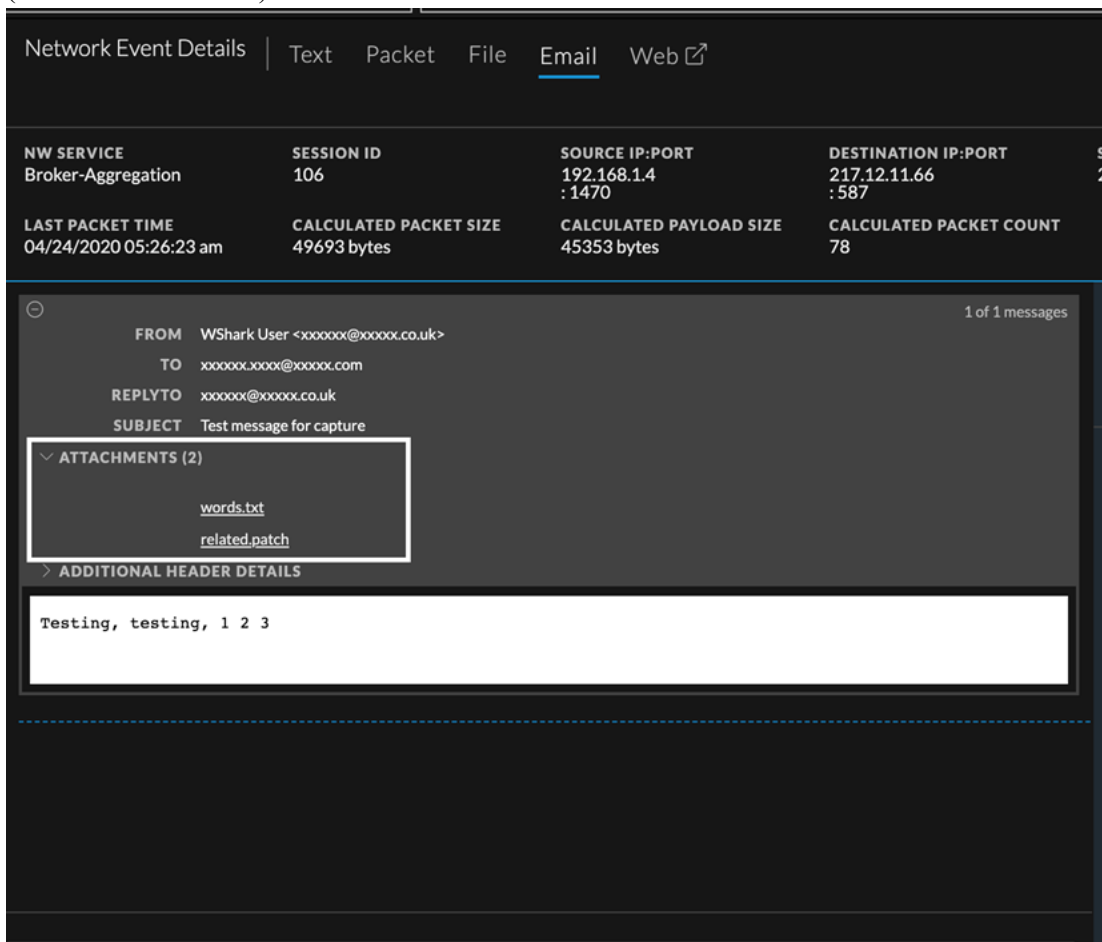 Network Event Details
Text Packet File Email Web
NW SERVICE SESSION ID SOURCE IP:PORT DESTINATION IP:PORT
Broker-Aggregation 106 192.168.1.4 217.12.11.66
: 1470 : 587
LAST PACKET TIME CALCULATED PACKET SIZE CALCULATED PAYLOAD SIZE CALCULATED PACKET COUNT
04/24/2020 05:26:23 am 49693 bytes 45353 bytes 78
1 of 1 messages
FROM WShark User <xxxxxx@xxxxx.co.uk>
TO xxxxxx.xxxx@xxxxx.com
REPLYTO xxxxxx@xxxxx.co.uk
SUBJECT Test message for capture
ATTACHMENTS (2)
words.txt
related.patch
ADDITIONAL HEADER DETAILS
Testing, testing, 1 2 3